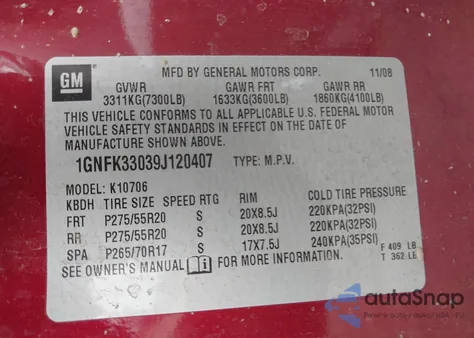 GM
MFD BY GENERAL MOTORS CORP. 11/08
GVWR GAWR FRT GAWR RR
3311KG(7300LB) 1633KG(3600LB) 1860KG(4100LB)
THIS VEHICLE CONFORMS TO ALL APPLICABLE U.S. FEDERAL MOTOR
VEHICLE SAFETY STANDARDS IN EFFECT ON THE DATE OF
MANUFACTURE SHOWN ABOVE.
1GNFK33039J120407 TYPE: M.P.V.
MODEL: K10706
KBDH TIRE SIZE SPEED RTG RIM COLD TIRE PRESSURE
FRT P275/55R20 S 20X8.5J 220KPA(32PSI)
RR P275/55R20 S 20X8.5J 220KPA(32PSI)
SPA P265/70R17 S 17X7.5J 240KPA(35PSI)
SEE OWNER'S MANUAL FOR MORE INFORMATION.
F 409 LB
T 362 LE
autoSnap